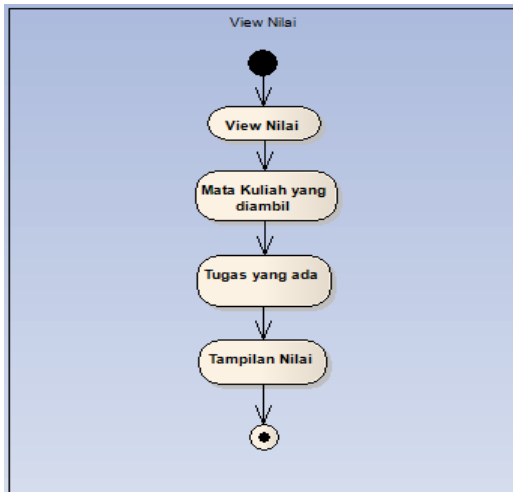 View Nilai
View Nilai
Mata Kuliah yang
diambil
Tugas yang ada
Tampilan Nilai